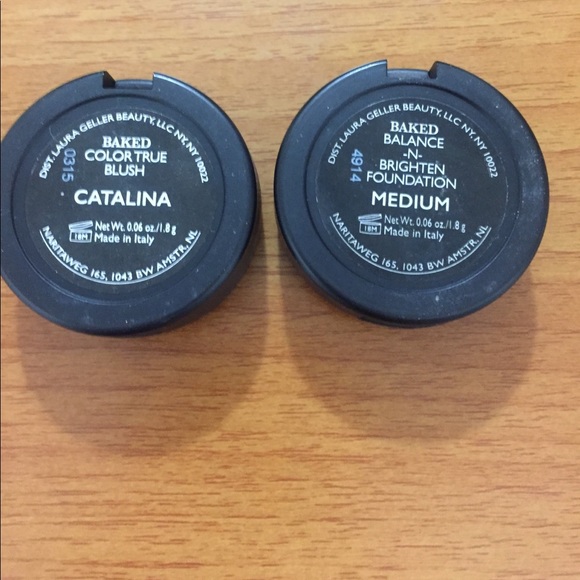 DIST. LAURA GELLER BEAUTY, LLC NY, NY 10022
0315
BAKED
COLOR TRUE
BLUSH
CATALINA
18M
Net Wt. 0.06 oz./1.8 g
Made in Italy
NARITAWEG 165, 1043 BW AMSTR. NL
DIST. LAURA GELLER BEAUTY, LLC NY, NY 10022
4914
BAKED
BALANCE
-N-
BRIGHTEN
FOUNDATION
MEDIUM
18M
Net Wt. 0.06 oz./1.8 g
Made in Italy
NARITAWEG 165, 1043 BW AMSTR. NL